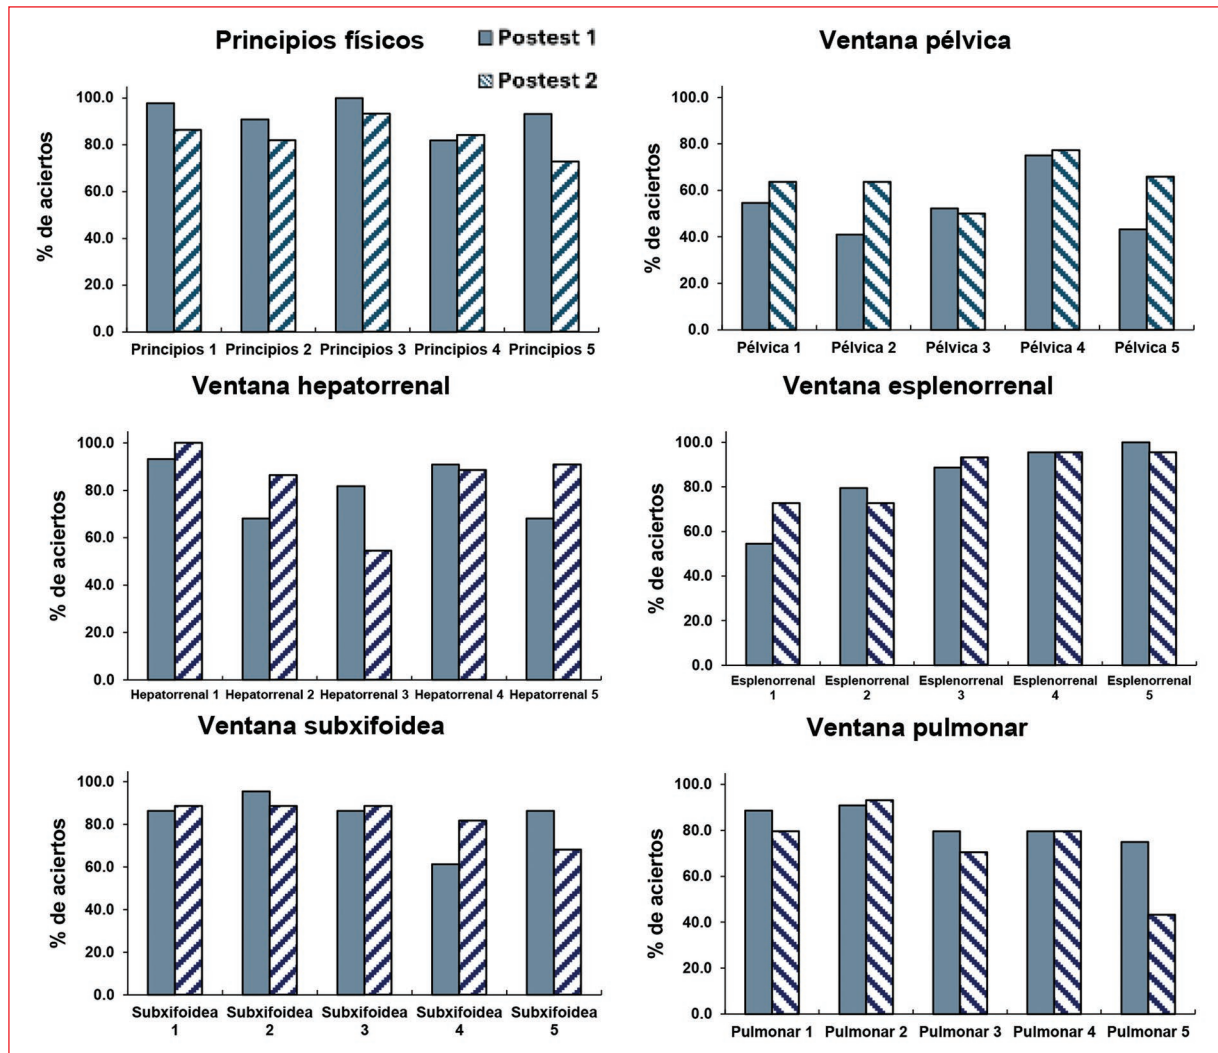 Principios físicos
Postest 1
Postest 2
% de aciertos
100.0
80.0
60.0
40.0
20.0
0.0
Principios 1 Principios 2 Principios 3 Principios 4 Principios 5
Ventana pélvica
% de aciertos
100.0
80.0
60.0
40.0
20.0
0.0
Pélvica 1 Pélvica 2 Pélvica 3 Pélvica 4 Pélvica 5
Ventana hepatorrenal
% de aciertos
100.0
80.0
60.0
40.0
20.0
0.0
Hepatorrenal 1 Hepatorrenal 2 Hepatorrenal 3 Hepatorrenal 4 Hepatorrenal 5
Ventana esplenorrenal
% de aciertos
100.0
80.0
60.0
40.0
20.0
0.0
Esplenorrenal Esplenorrenal Esplenorrenal Esplenorrenal Esplenorrenal
1 2 3 4 5
Ventana subxifoidea
% de aciertos
100.0
80.0
60.0
40.0
20.0
0.0
Subxifoidea Subxifoidea Subxifoidea Subxifoidea Subxifoidea
1 2 3 4 5
Ventana pulmonar
% de aciertos
100.0
80.0
60.0
40.0
20.0
0.0
Pulmonar 1 Pulmonar 2 Pulmonar 3 Pulmonar 4 Pulmonar 5